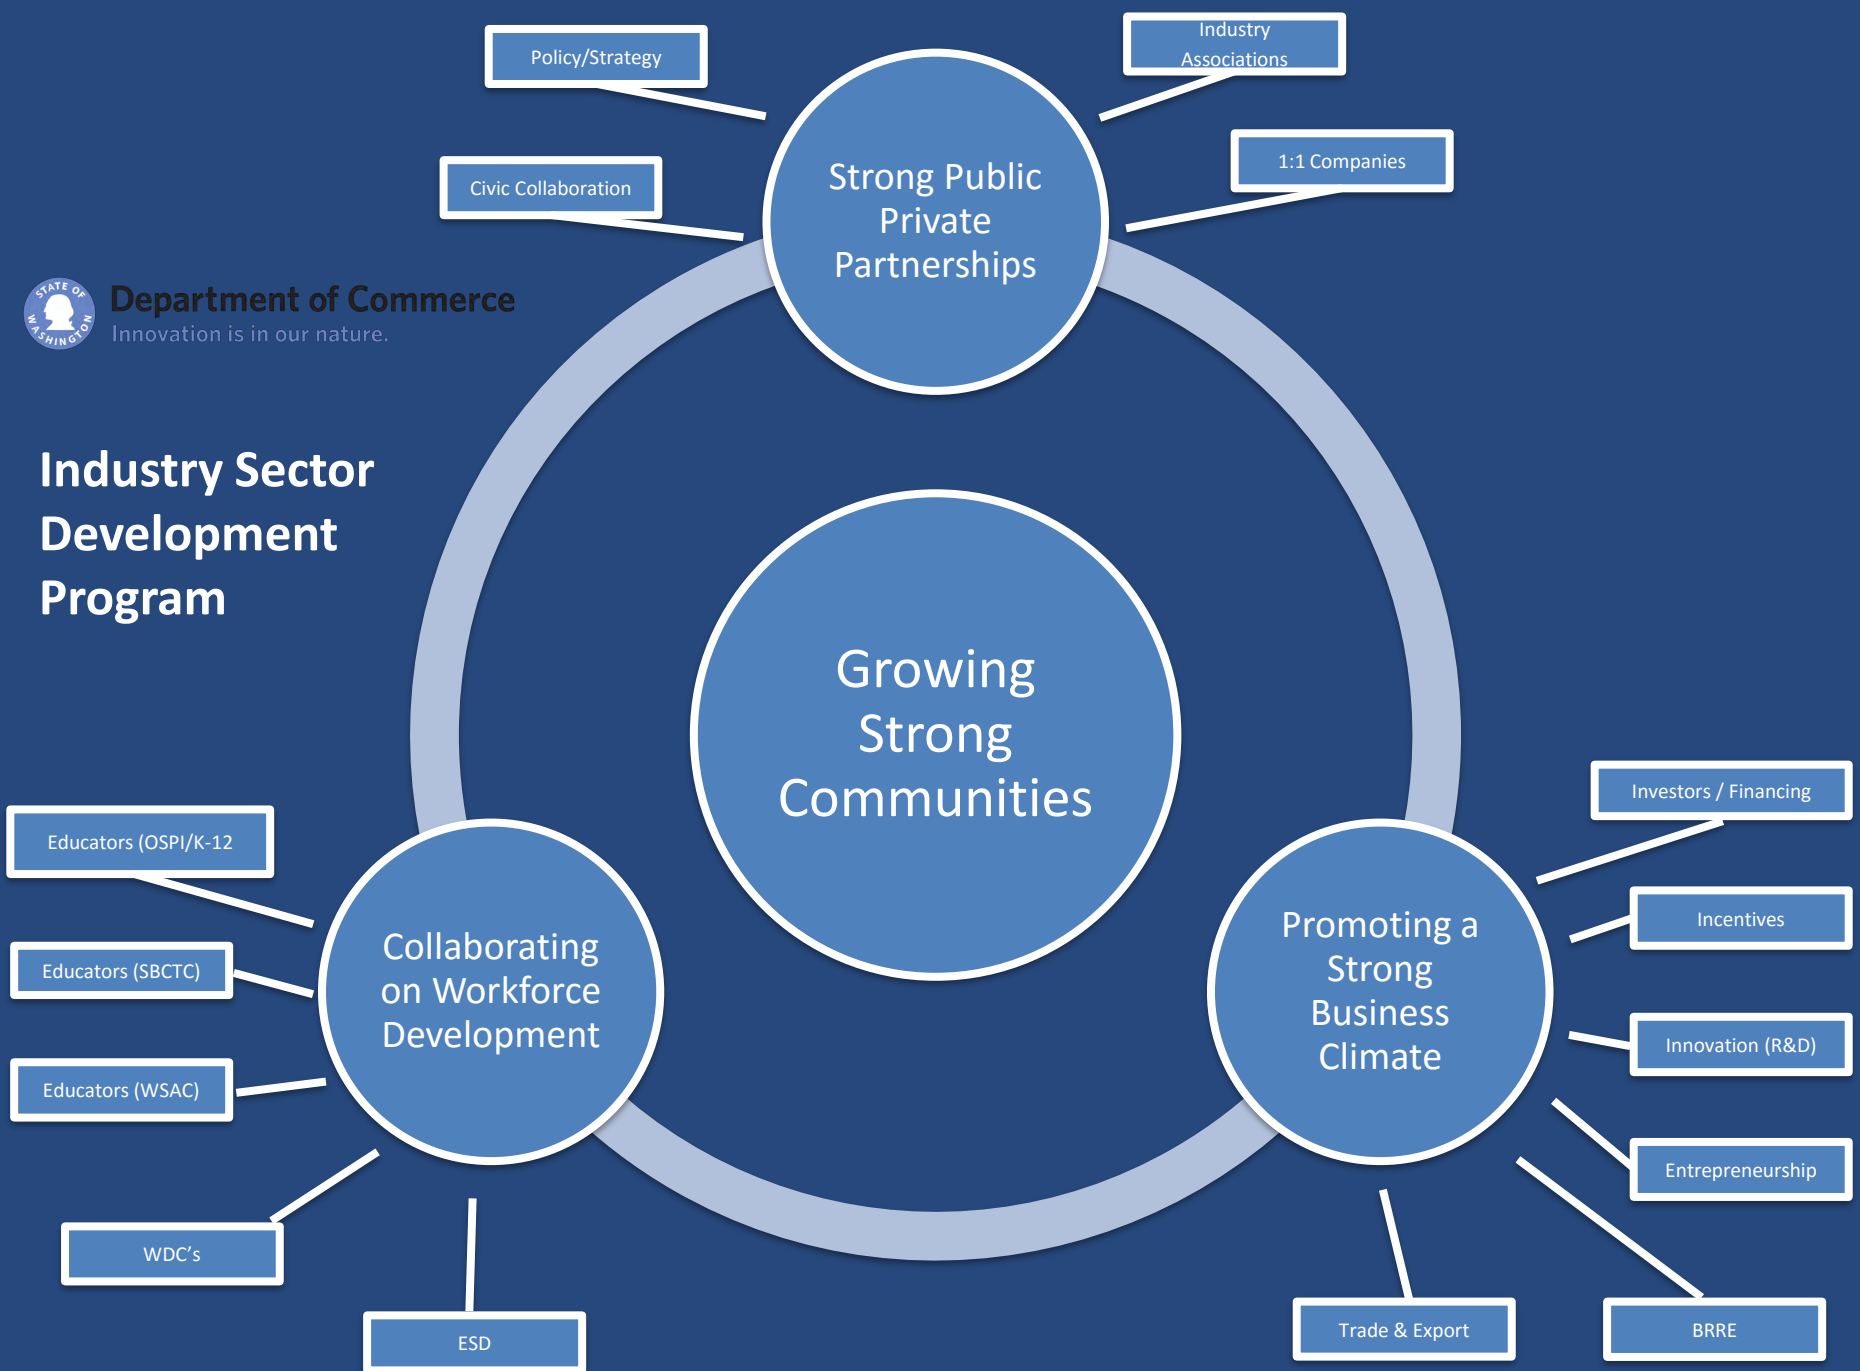 Policy/Strategy
Industry
Associations
Civic Collaboration
1:1 Companies
Strong Public
Private
Partnerships
STATE OF WASHINGTON
Department of Commerce
Innovation is in our nature.
Industry Sector
Development
Program
Growing
Strong
Communities
Educators (OSPI/K-12
Educators (SBCTC)
Educators (WSAC)
WDC’s
ESD
Collaborating
on Workforce
Development
Promoting a
Strong
Business
Climate
Investors / Financing
Incentives
Innovation (R&D)
Entrepreneurship
BRRE
Trade & Export